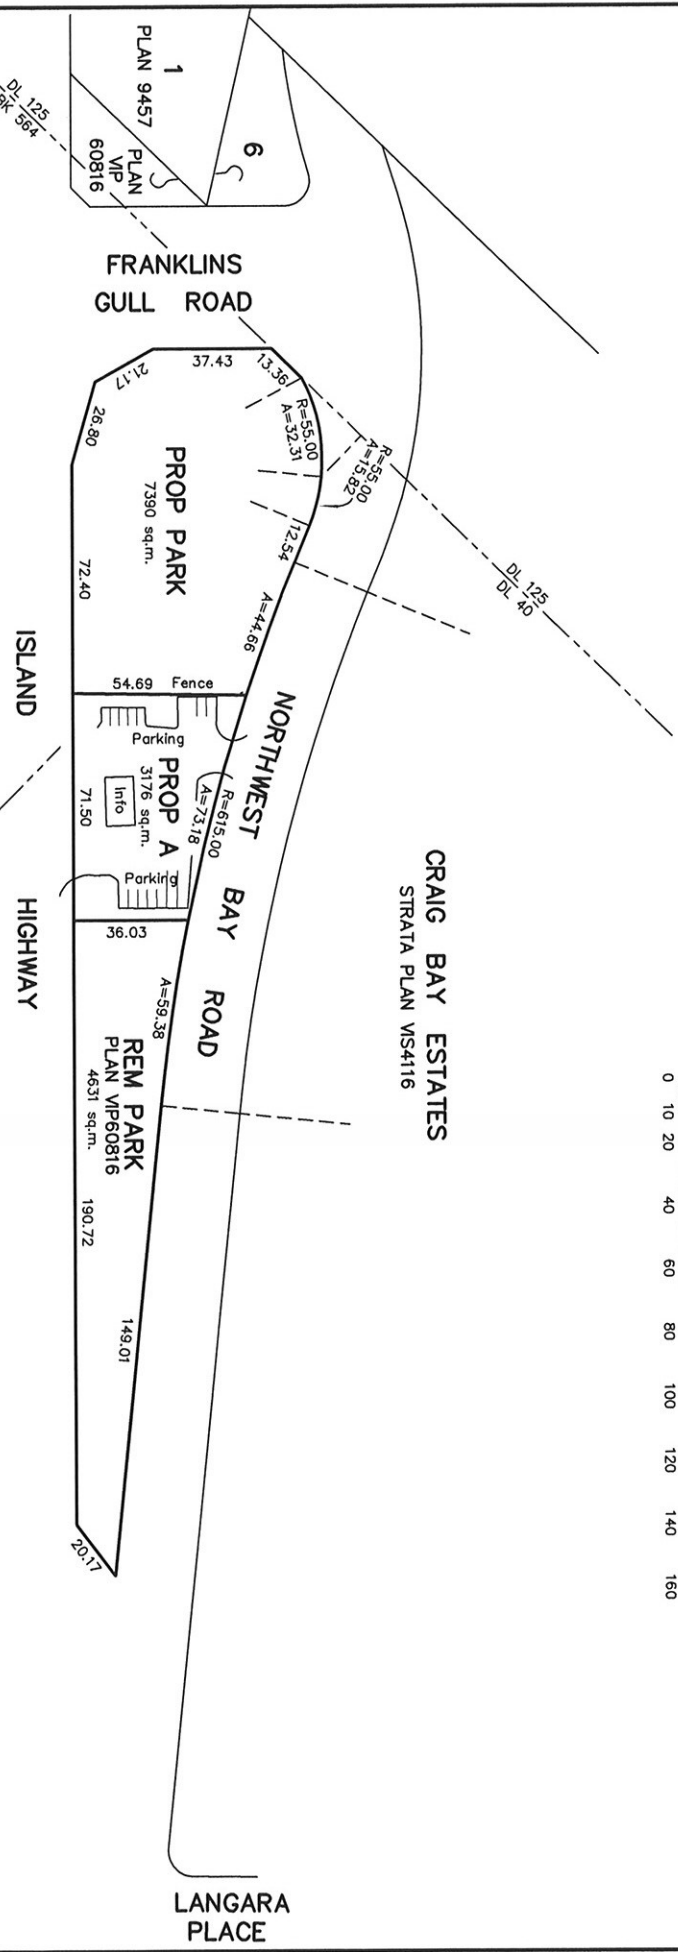 1
PLAN 9457
6
PLAN
VIP
60816
DL 125
BK 564
FRANKLINS
GULL ROAD
37.43
13.36
21.17
26.80
R=55.00
A=32.31
R=55.00
A=15.82
12.54
PROP PARK
7390 sq.m.
72.40
A=44.66
DL 125
DL 40
54.69 Fence
Parking
PROP A
3176 sq.m.
Info
71.50
R=615.00
A=73.18
Parking
36.03
ISLAND HIGHWAY
NORTHWEST BAY ROAD
CRAIG BAY ESTATES
STRATA PLAN VIS4116
A=59.38
REM PARK
PLAN VIP60816
4631 sq.m.
190.72
149.01
20.17
0 10 20 40 60 80 100 120 140 160
LANGARA
PLACE